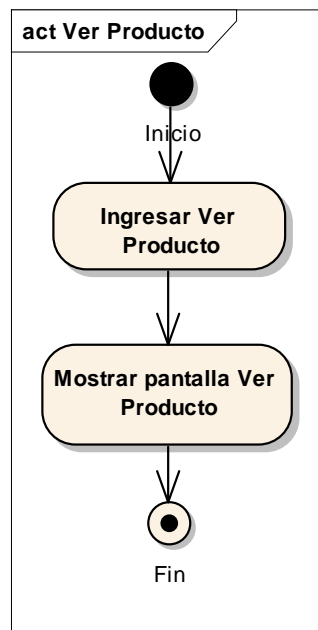 act Ver Producto
Inicio
Ingresar Ver
Producto
Mostrar pantalla Ver
Producto
Fin